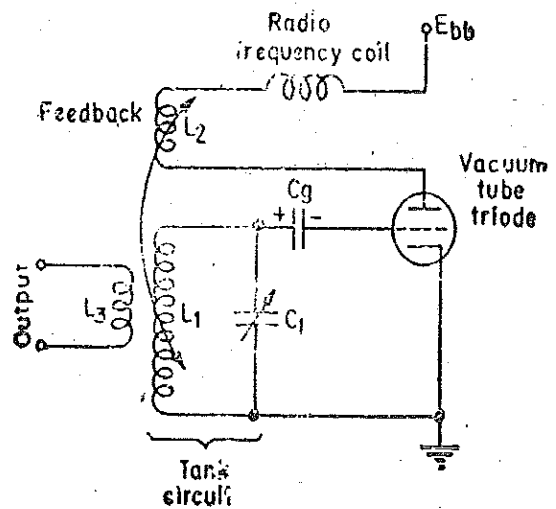 Radio
frequency coil
Ebb
Feedback
L2
Vacuum
tube
triode
Cg
+ -
Output
L3
L1
C1
Tank
circuit